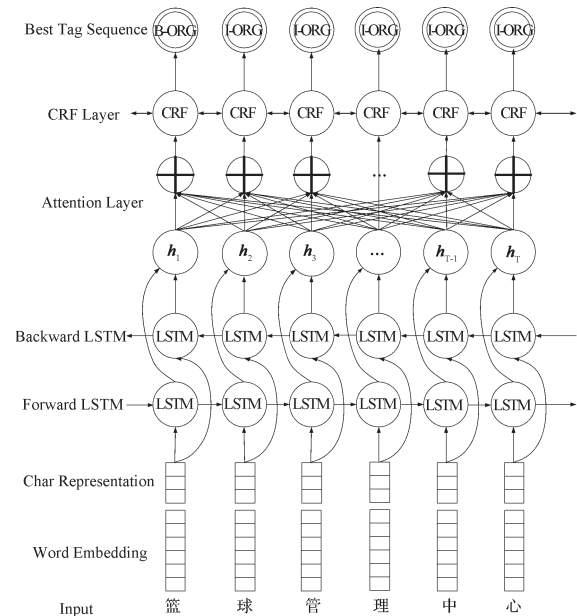 Best Tag Sequence B-ORG I-ORG I-ORG I-ORG I-ORG I-ORG
CRF Layer CRF CRF CRF CRF CRF CRF
...
Attention Layer
h1 h2 h3 ... hT-1 hT
Backward LSTM LSTM LSTM LSTM LSTM LSTM LSTM
Forward LSTM LSTM LSTM LSTM LSTM LSTM LSTM
Char Representation
Word Embedding
Input 篮 球 管 理 中 心